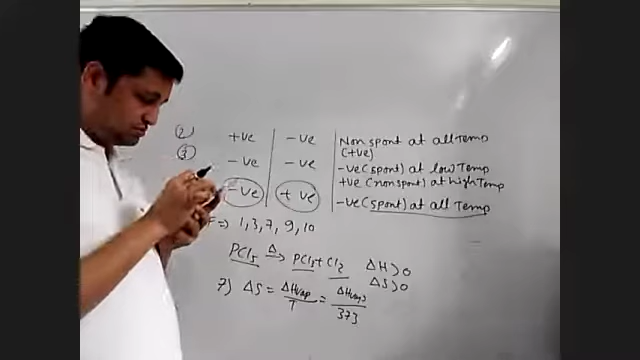 (2) +ve -ve Non spont at all Temp
(+ve)
(3) -ve -ve -ve (spont) at low Temp
+ve (non spont) at high Temp
-ve +ve -ve (spont at all Temp
⇒ 1, 3, 7, 9, 10
PCl5 Δ→ PCl3 + Cl2 ΔH>0
ΔS>0
7) ΔS = ΔHvap / T = ΔHvap / 373